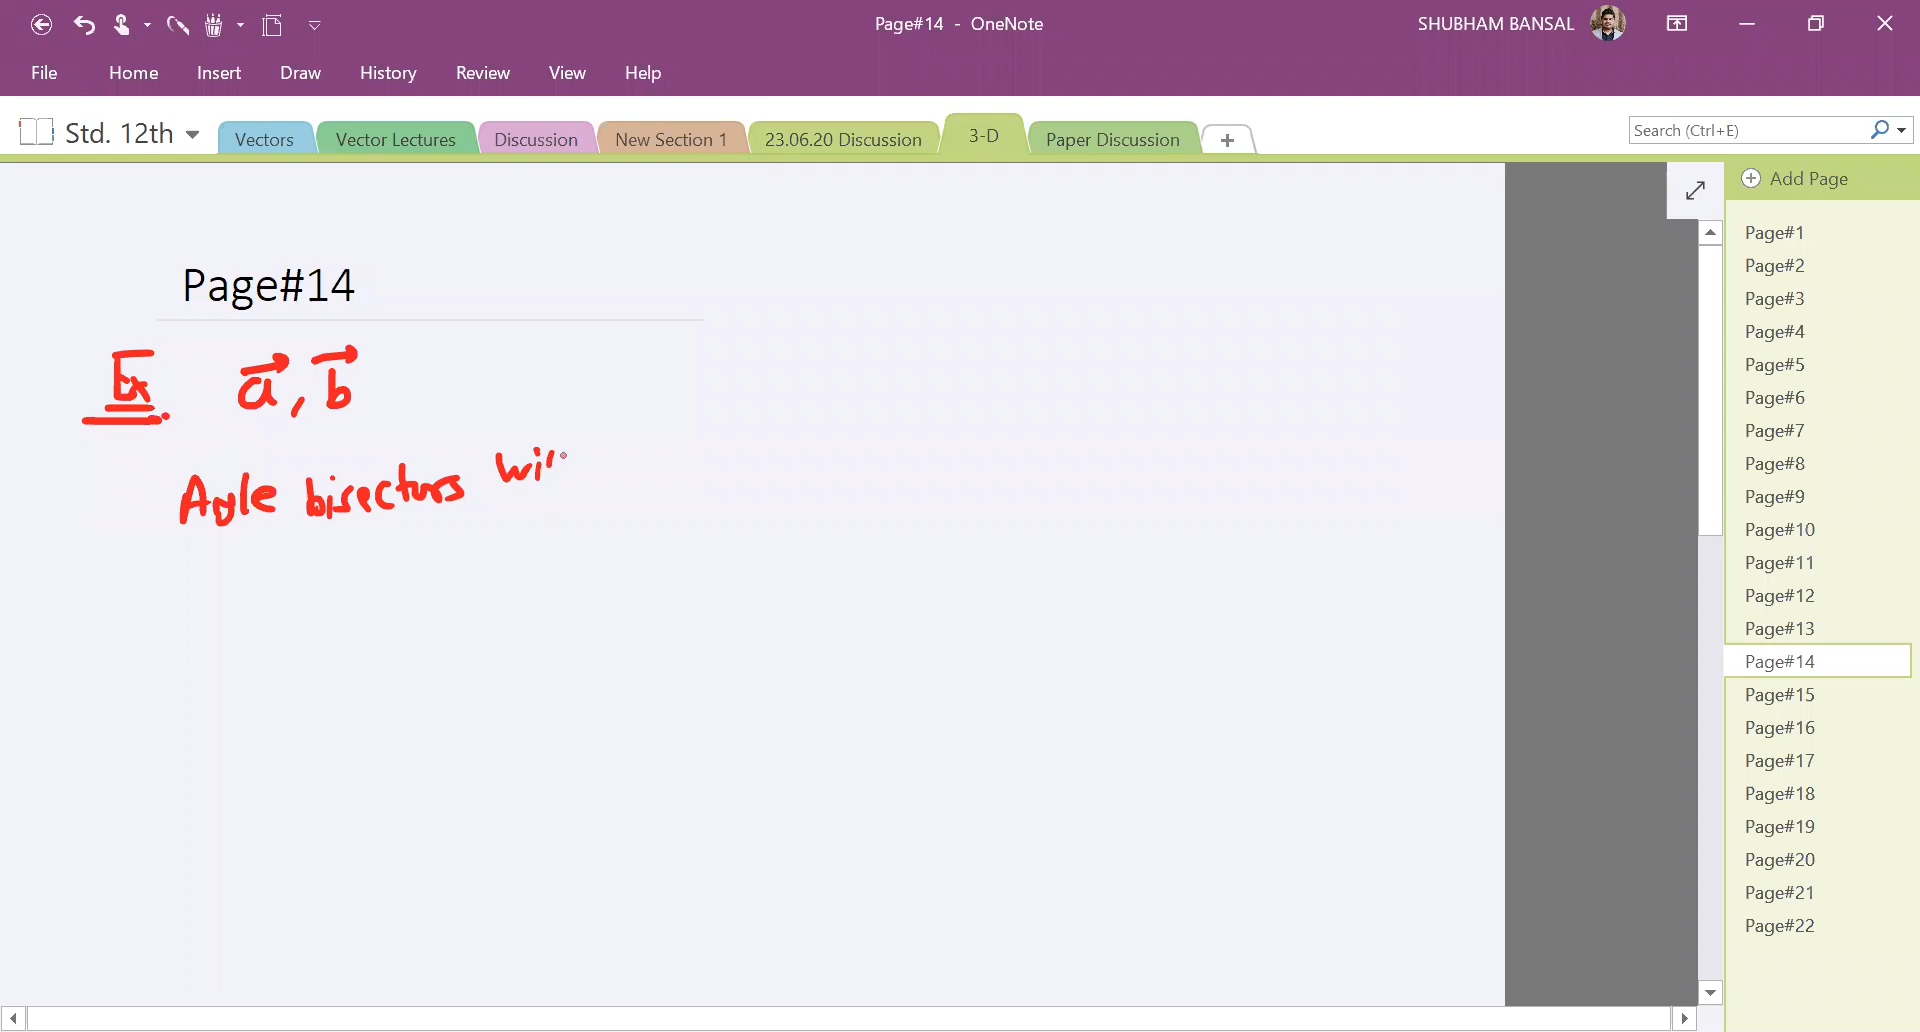 Page#14 - OneNote
SHUBHAM BANSAL
File Home Insert Draw History Review View Help
Std. 12th
Vectors Vector Lectures Discussion New Section 1 23.06.20 Discussion 3-D Paper Discussion
Search (Ctrl+E)
Add Page
Page#14
Ex a, b
Agle bisectors wil
Page#1
Page#2
Page#3
Page#4
Page#5
Page#6
Page#7
Page#8
Page#9
Page#10
Page#11
Page#12
Page#13
Page#14
Page#15
Page#16
Page#17
Page#18
Page#19
Page#20
Page#21
Page#22